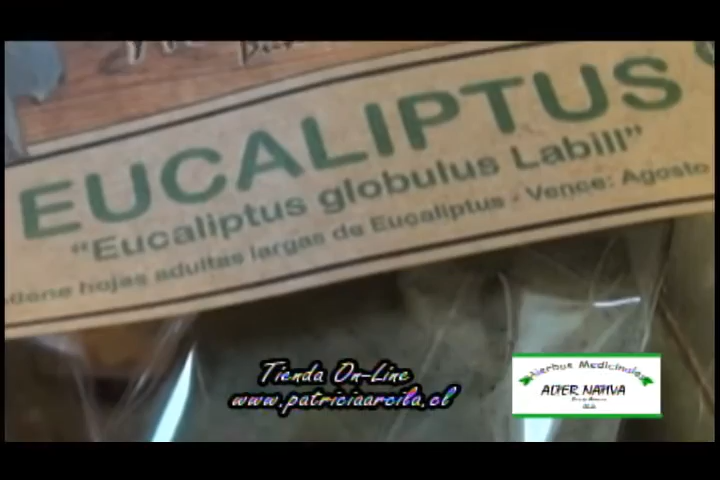 EUCALIPTUS
"Eucaliptus globulus Labill"
hojas adultas largas de Eucaliptus - Vence: Agosto
Tienda On-Line
www.patriciaarcila.cl
Hierbas Medicinales
ALTER NATIVA